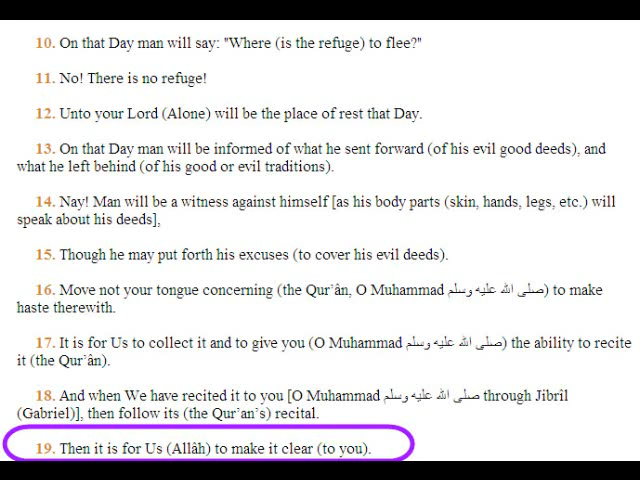 10. On that Day man will say: "Where (is the refuge) to flee?"
11. No! There is no refuge!
12. Unto your Lord (Alone) will be the place of rest that Day.
13. On that Day man will be informed of what he sent forward (of his evil good deeds), and
what he left behind (of his good or evil traditions).
14. Nay! Man will be a witness against himself [as his body parts (skin, hands, legs, etc.) will
speak about his deeds],
15. Though he may put forth his excuses (to cover his evil deeds).
16. Move not your tongue concerning (the Qur’ân, O Muhammad صلى الله عليه وسلم) to make
haste therewith.
17. It is for Us to collect it and to give you (O Muhammad صلى الله عليه وسلم) the ability to recite
it (the Qur’ân).
18. And when We have recited it to you [O Muhammad صلى الله عليه وسلم through Jibrîl
(Gabriel)], then follow its (the Qur’an’s) recital.
19. Then it is for Us (Allâh) to make it clear (to you).